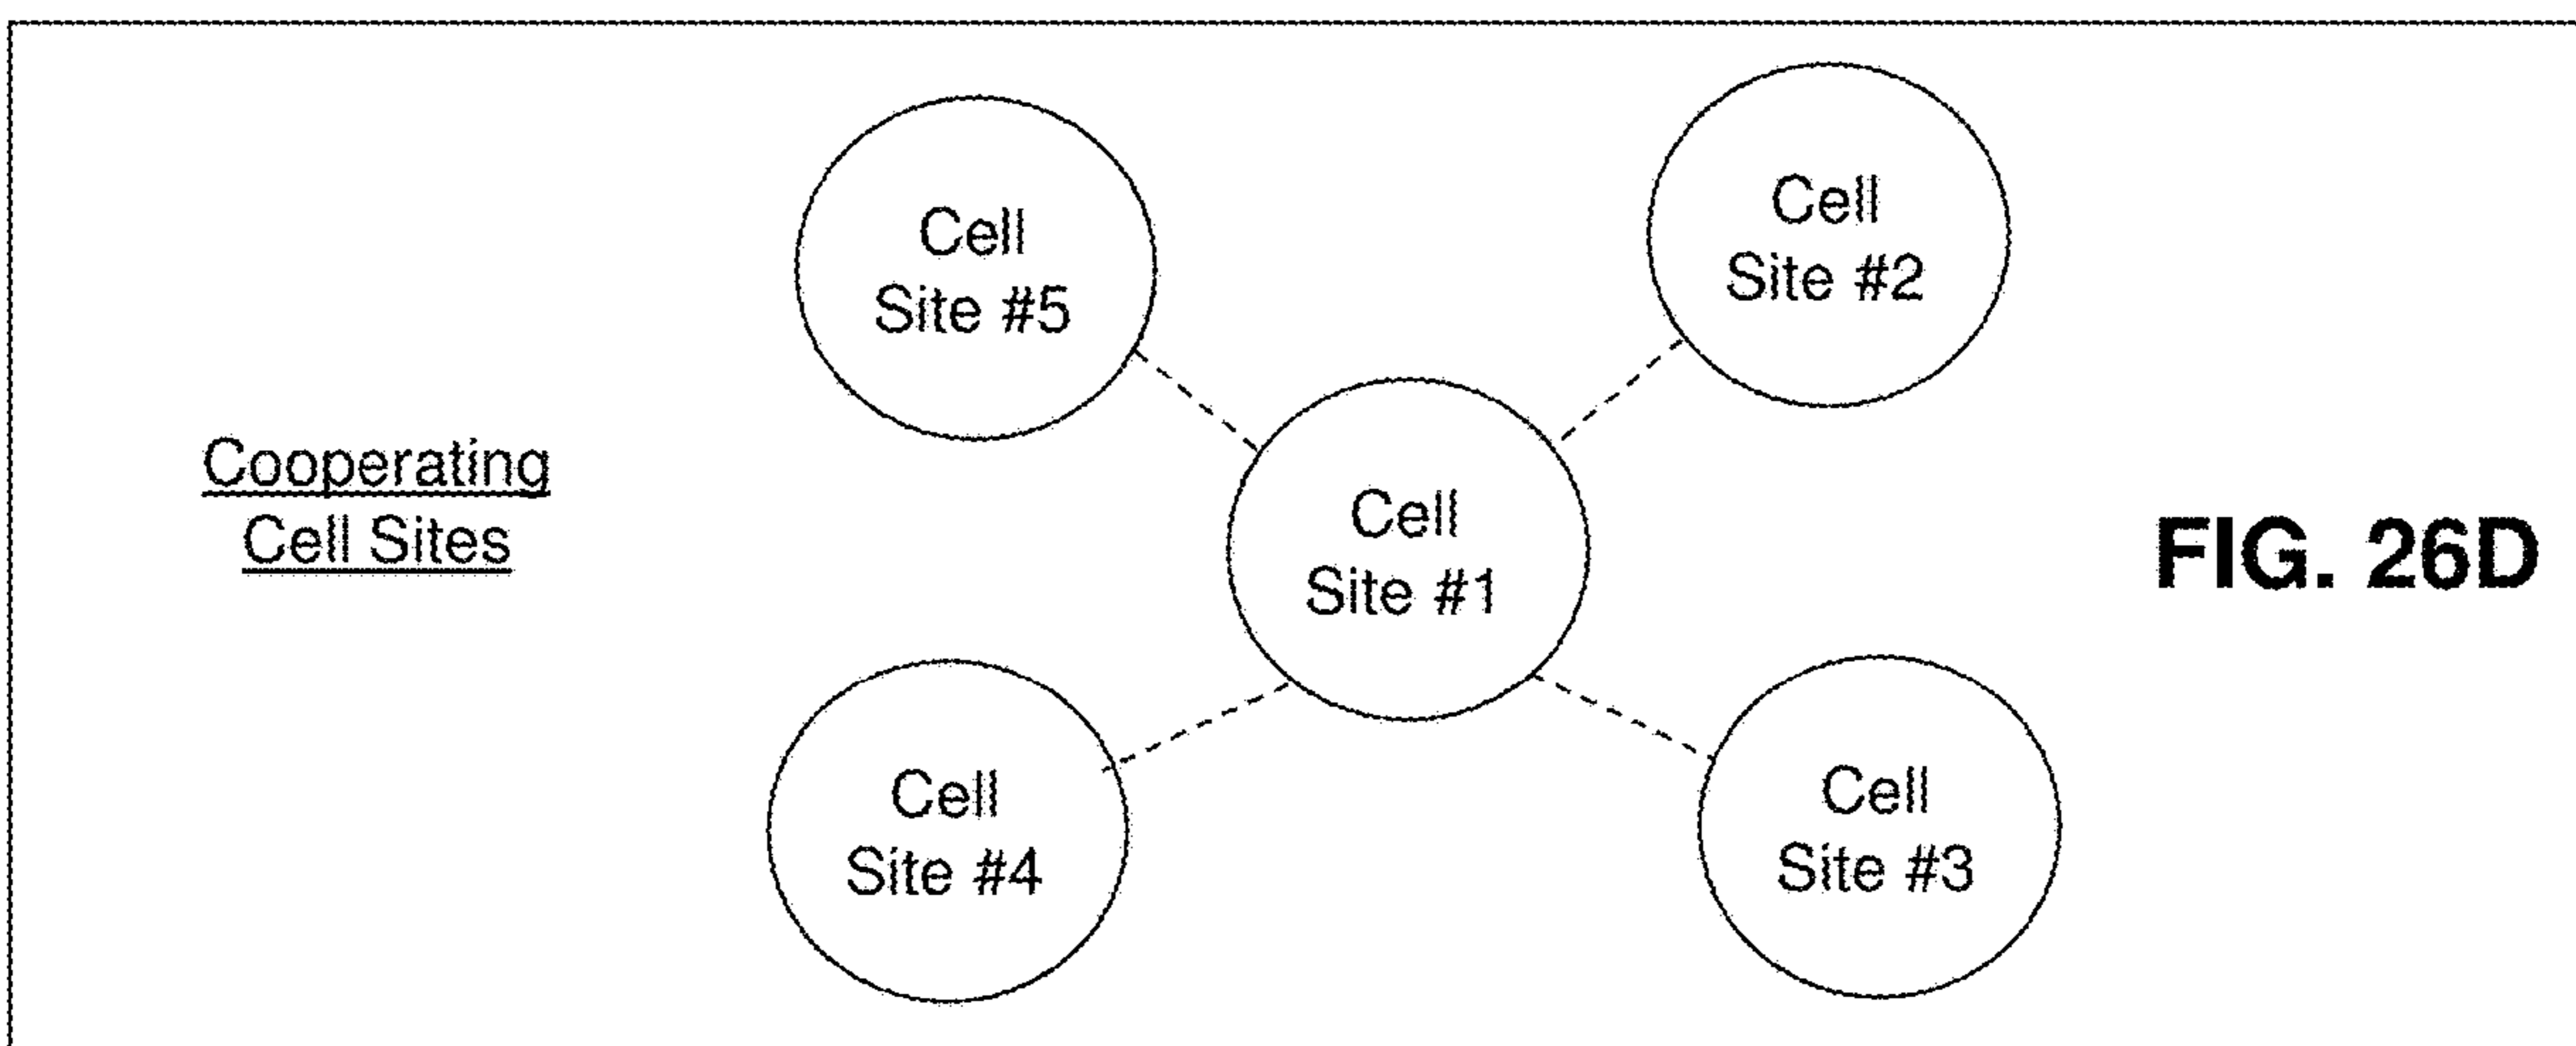 Cooperating
Cell Sites
Cell
Site #5
Cell
Site #2
Cell
Site #1
Cell
Site #4
Cell
Site #3
FIG. 26D